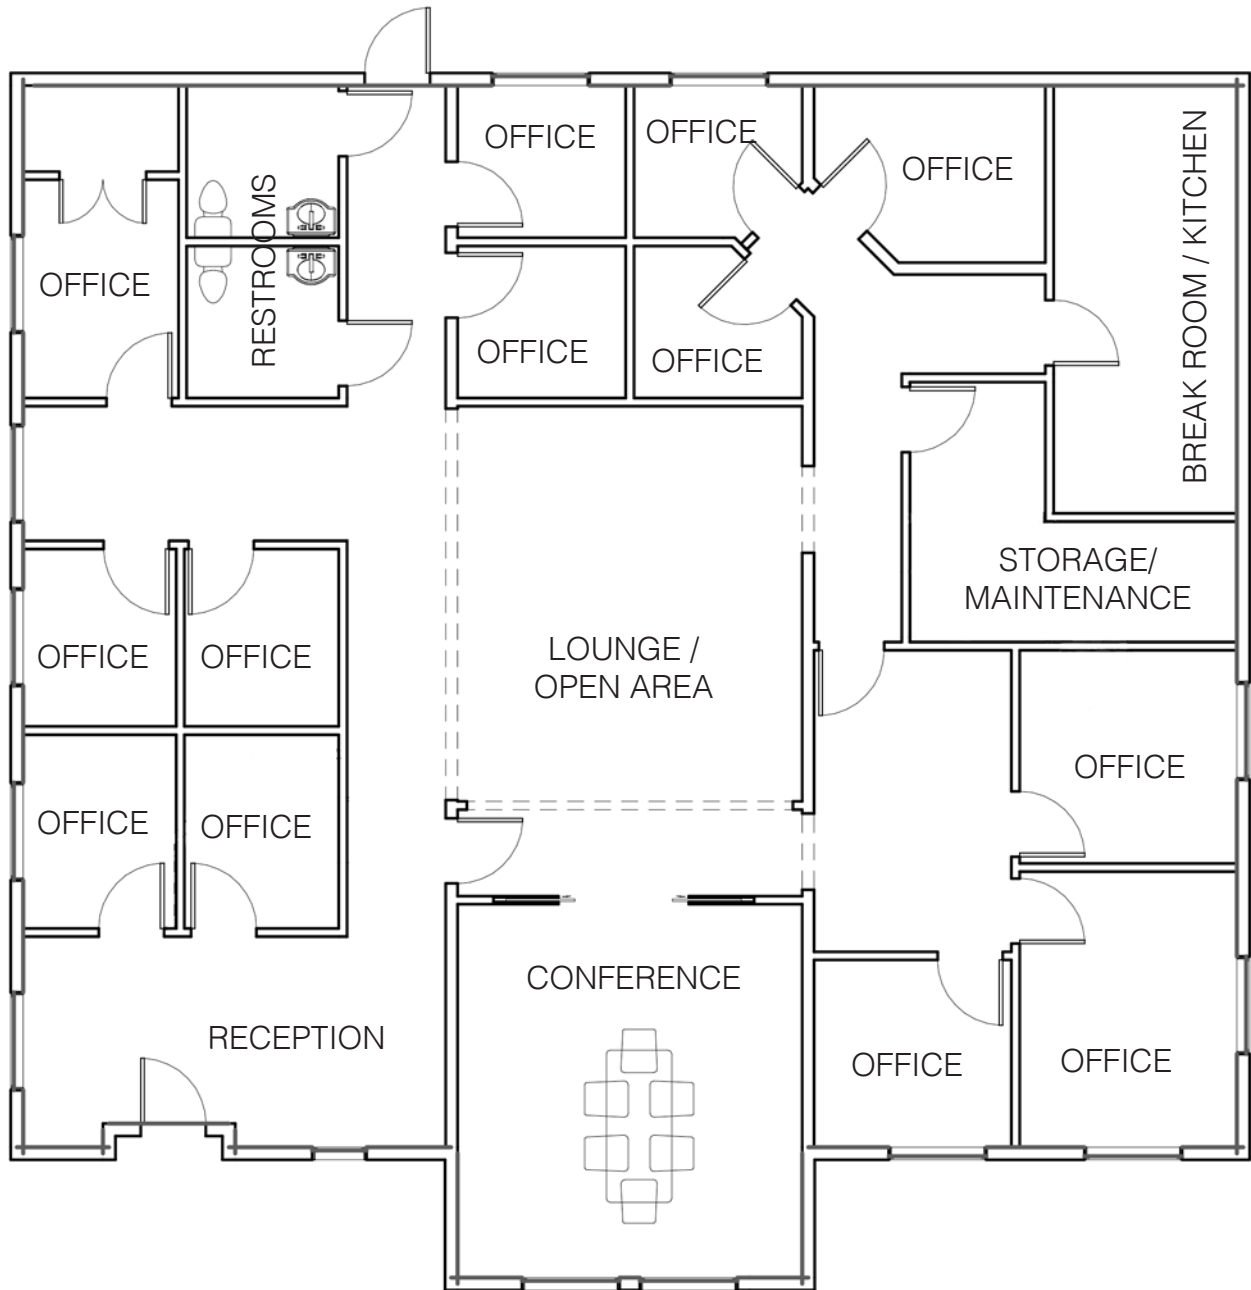 OFFICE
OFFICE
OFFICE
BREAK ROOM / KITCHEN
RESTROOMS
OFFICE
OFFICE
OFFICE
STORAGE/
MAINTENANCE
OFFICE
OFFICE
LOUNGE /
OPEN AREA
OFFICE
OFFICE
OFFICE
CONFERENCE
RECEPTION
OFFICE
OFFICE